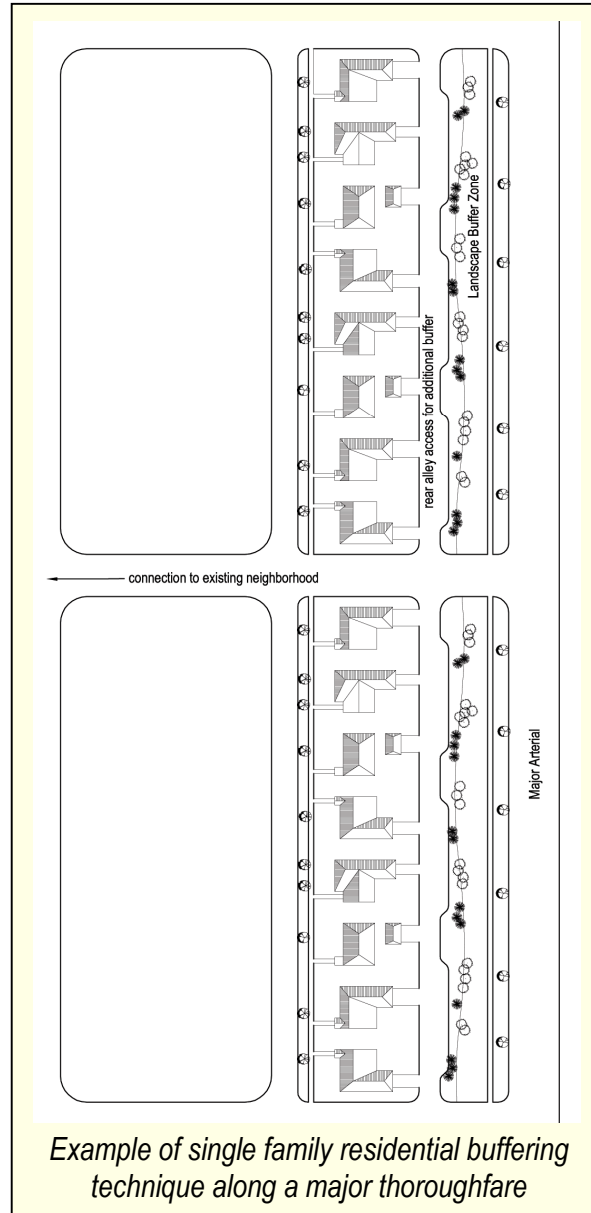 Landscape Buffer Zone
rear alley access for additional buffer
connection to existing neighborhood
Major Arterial
Example of single family residential buffering
technique along a major thoroughfare